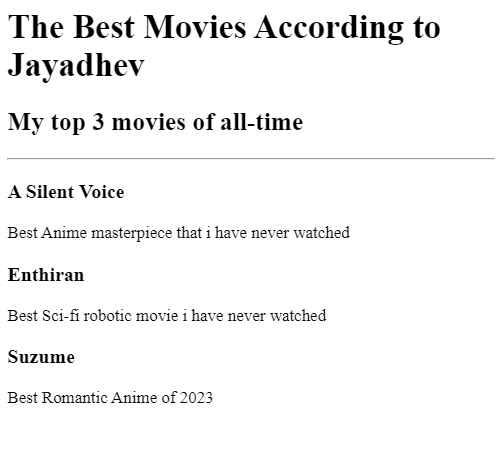 The Best Movies According to
Jayadhev
My top 3 movies of all-time
A Silent Voice
Best Anime masterpiece that i have never watched
Enthiran
Best Sci-fi robotic movie i have never watched
Suzume
Best Romantic Anime of 2023